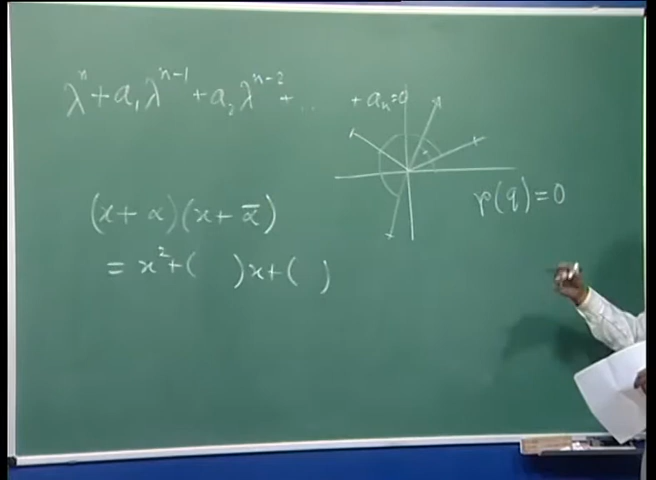 λⁿ + a₁λⁿ⁻¹ + a₂λⁿ⁻² + ... + aₙ = 0
p(q) = 0
(x + α)(x + ᾱ)
= x² + ( )x + ( )